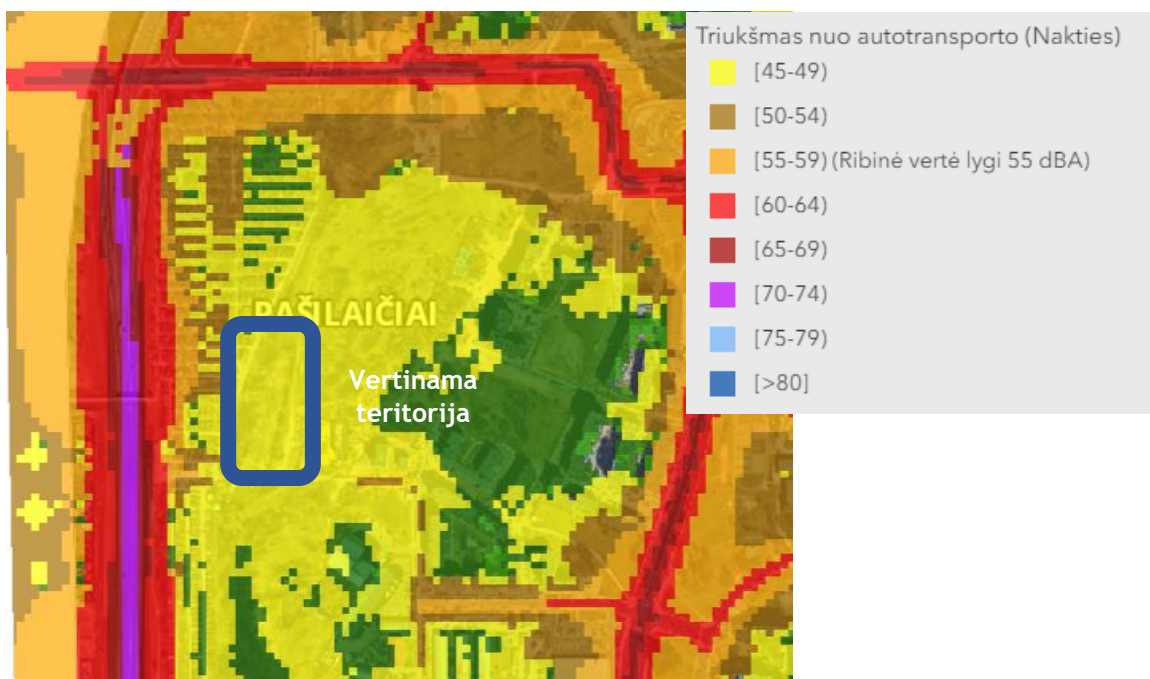 Triukšmas nuo autotransporto (Nakties)
[45-49)
[50-54)
[55-59) (Ribinė vertė lygi 55 dBA)
[60-64)
[65-69)
[70-74)
[75-79)
[>80]
PAŠILAIČIAI
Vertinama
teritorija